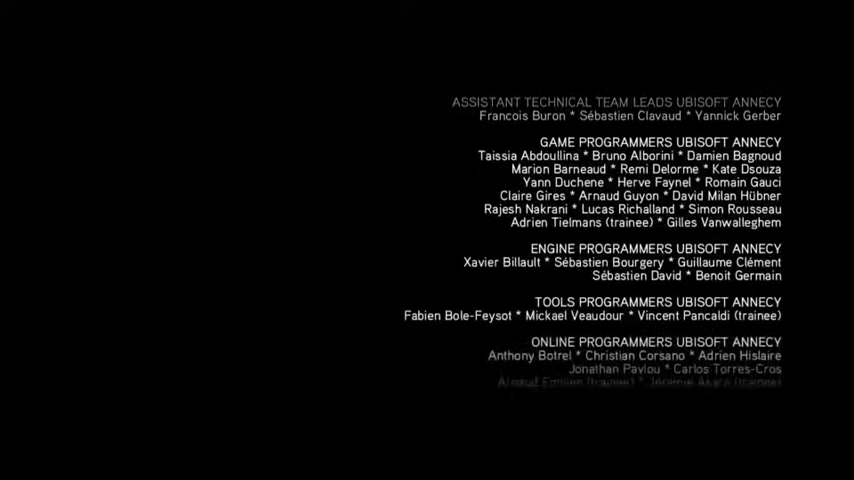 ASSISTANT TECHNICAL TEAM LEADS UBISOFT ANNECY
Francois Buron * Sébastien Clavaud * Yannick Gerber
GAME PROGRAMMERS UBISOFT ANNECY
Taissia Abdoullina * Bruno Alborini * Damien Bagnoud
Marion Barneaud * Remi Delorme * Kate Dsouza
Yann Duchene * Herve Faynel * Romain Gauci
Claire Gires * Arnaud Guyon * David Milan Hübner
Rajesh Nakrani * Lucas Richalland * Simon Rousseau
Adrien Tielmans (trainee) * Gilles Vanwalleghem
ENGINE PROGRAMMERS UBISOFT ANNECY
Xavier Billault * Sébastien Bourgery * Guillaume Clément
Sébastien David * Benoit Germain
TOOLS PROGRAMMERS UBISOFT ANNECY
Fabien Bole-Feysot * Mickael Veaudour * Vincent Pancaldi (trainee)
ONLINE PROGRAMMERS UBISOFT ANNECY
Anthony Botrel * Christian Corsano * Adrien Hislaire
Jonathan Pavlou * Carlos Torres-Cros
(trainee) * (trainee)